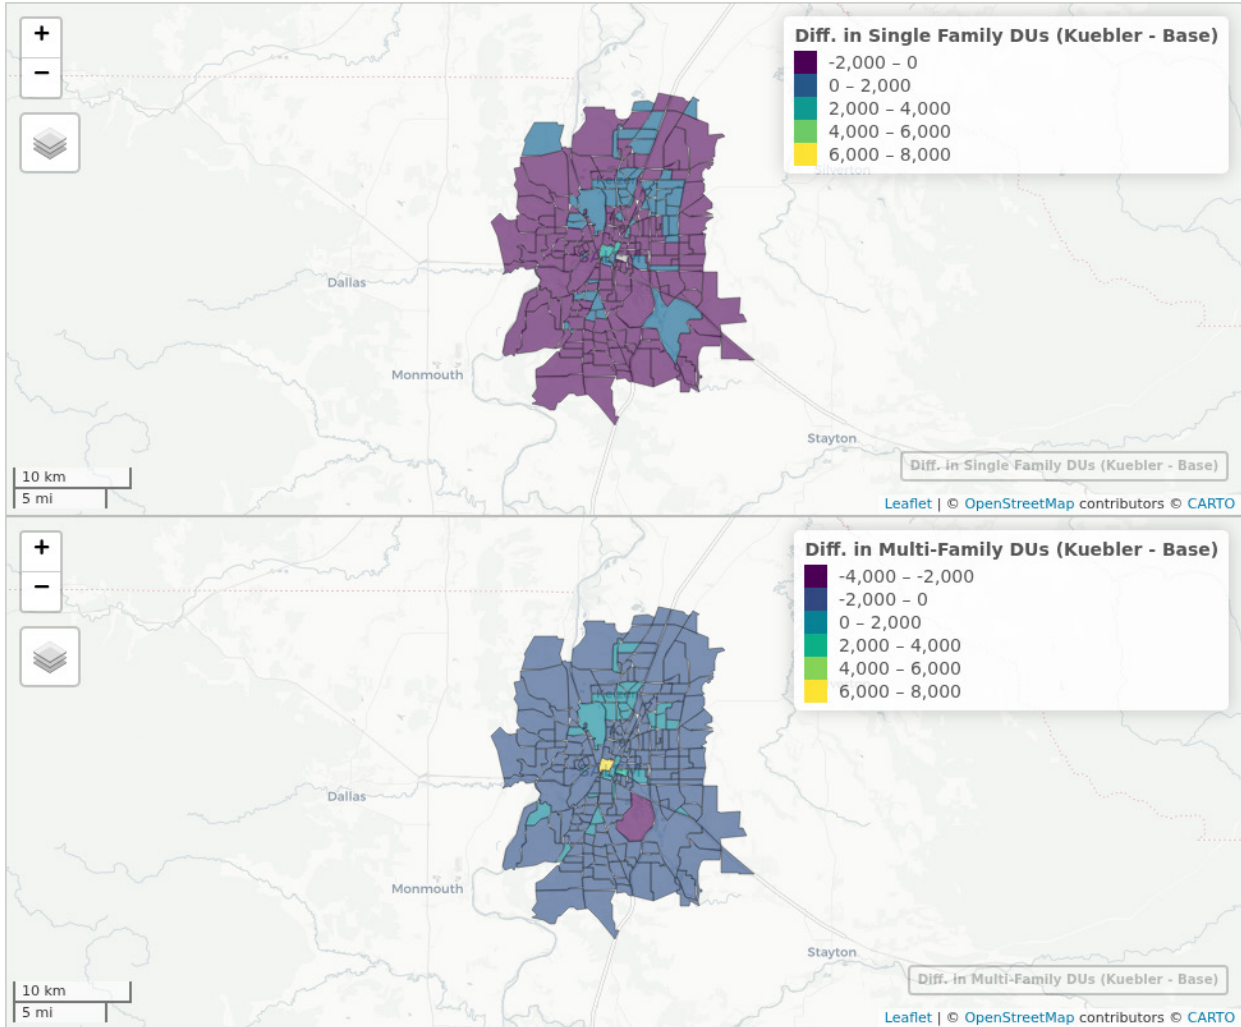 +
−
Diff. in Single Family DUs (Kuebler - Base)
-2,000 – 0
0 – 2,000
2,000 – 4,000
4,000 – 6,000
6,000 – 8,000
Silverton
Dallas
Monmouth
Stayton
10 km
5 mi
Diff. in Single Family DUs (Kuebler - Base)
Leaflet | © OpenStreetMap contributors © CARTO
+
−
Diff. in Multi-Family DUs (Kuebler - Base)
-4,000 – -2,000
-2,000 – 0
0 – 2,000
2,000 – 4,000
4,000 – 6,000
6,000 – 8,000
Dallas
Monmouth
Stayton
10 km
5 mi
Diff. in Multi-Family DUs (Kuebler - Base)
Leaflet | © OpenStreetMap contributors © CARTO